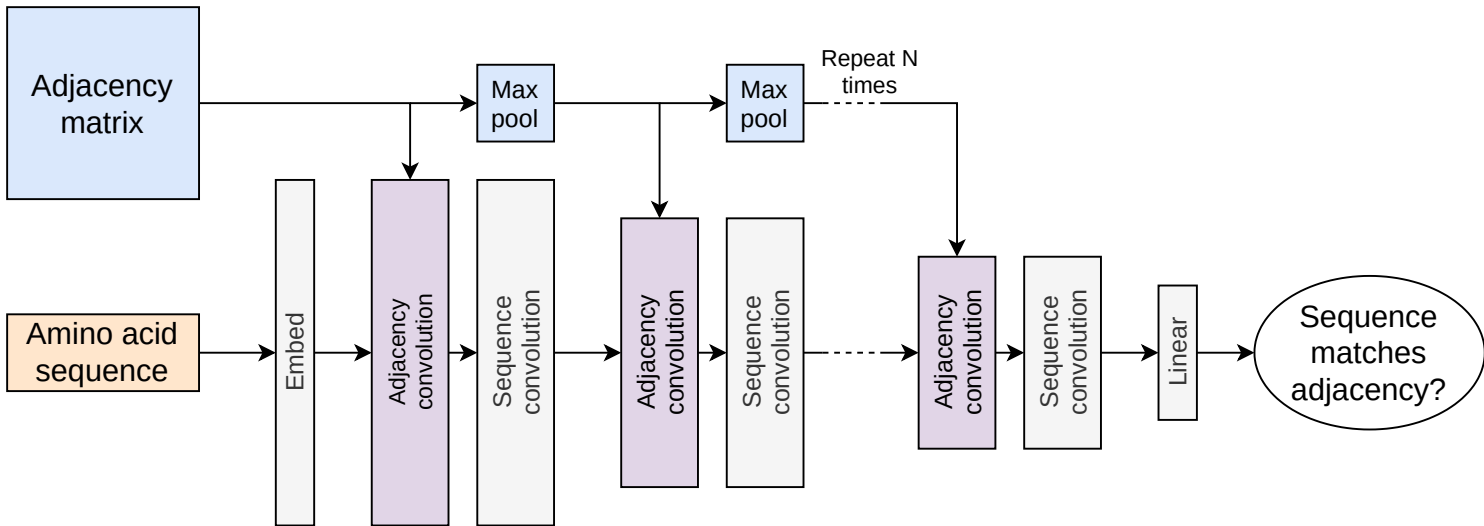 Adjacency
matrix
Max
pool
Max
pool
Repeat N
times
Amino acid
sequence
Embed
Adjacency
convolution
Sequence
convolution
Adjacency
convolution
Sequence
convolution
Adjacency
convolution
Sequence
convolution
Linear
Sequence
matches
adjacency?